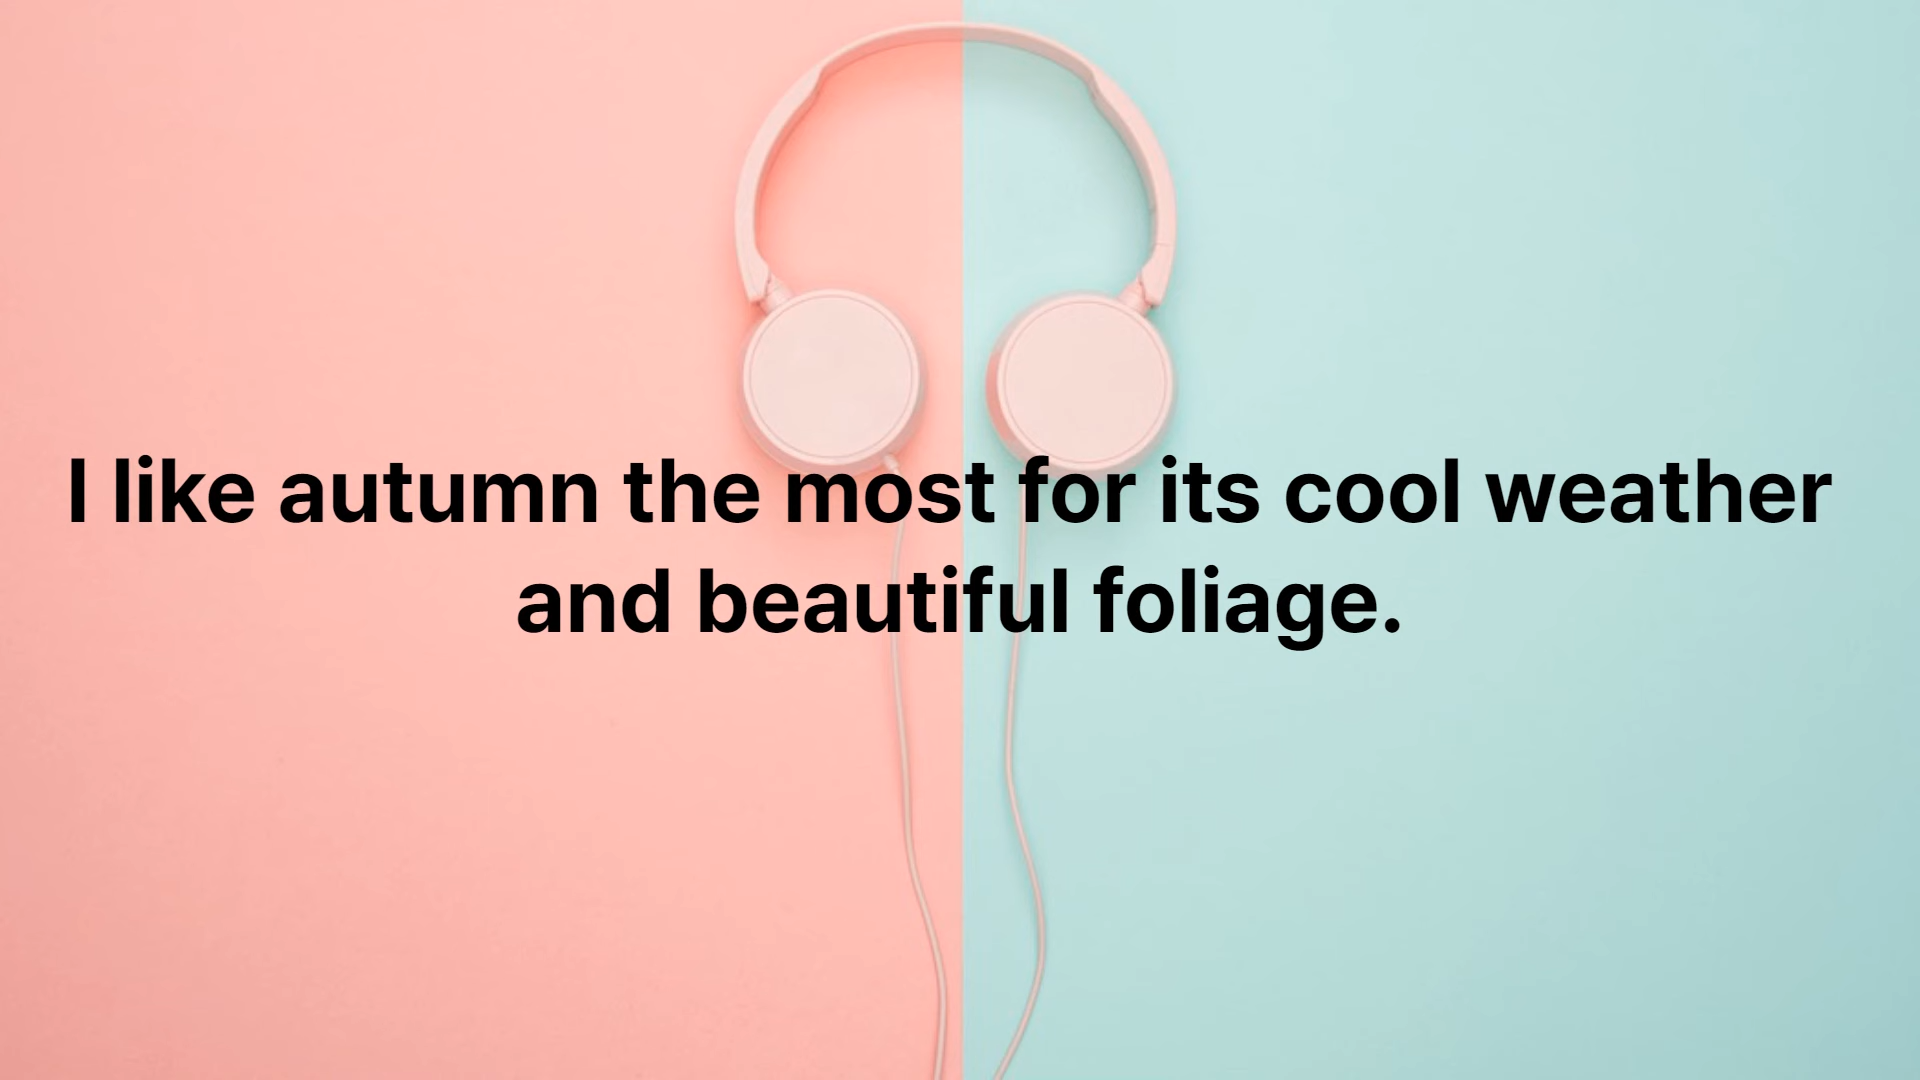 I like autumn the most for its cool weather
and beautiful foliage.